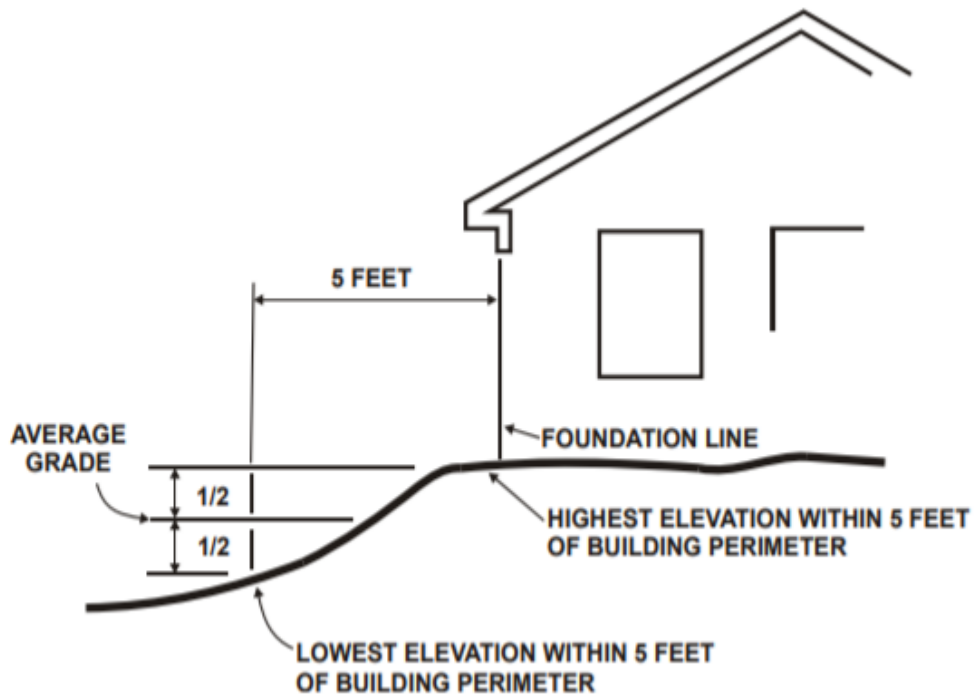 5 FEET
AVERAGE
GRADE
FOUNDATION LINE
1/2
1/2
HIGHEST ELEVATION WITHIN 5 FEET
OF BUILDING PERIMETER
LOWEST ELEVATION WITHIN 5 FEET
OF BUILDING PERIMETER